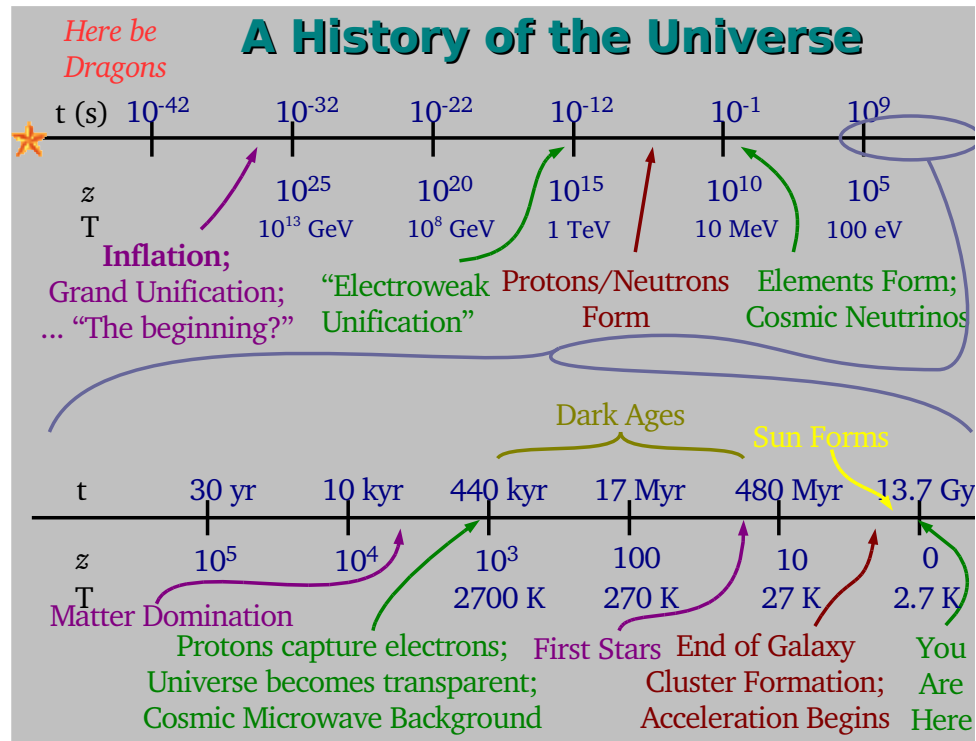 Here be
Dragons
A History of the Universe
t (s) 10⁻⁴² 10⁻³² 10⁻²² 10⁻¹² 10⁻¹ 10⁹
z 10²⁵ 10²⁰ 10¹⁵ 10¹⁰ 10⁵
T 10¹³ GeV 10⁸ GeV 1 TeV 10 MeV 100 eV
Inflation;
Grand Unification;
... “The beginning?”
“Electroweak
Unification”
Protons/Neutrons
Form
Elements Form;
Cosmic Neutrinos
Dark Ages
Sun Forms
t 30 yr 10 kyr 440 kyr 17 Myr 480 Myr 13.7 Gy
z 10⁵ 10⁴ 10³ 100 10 0
T 2700 K 270 K 27 K 2.7 K
Matter Domination
Protons capture electrons;
Universe becomes transparent;
Cosmic Microwave Background
First Stars
End of Galaxy
Cluster Formation;
Acceleration Begins
You
Are
Here